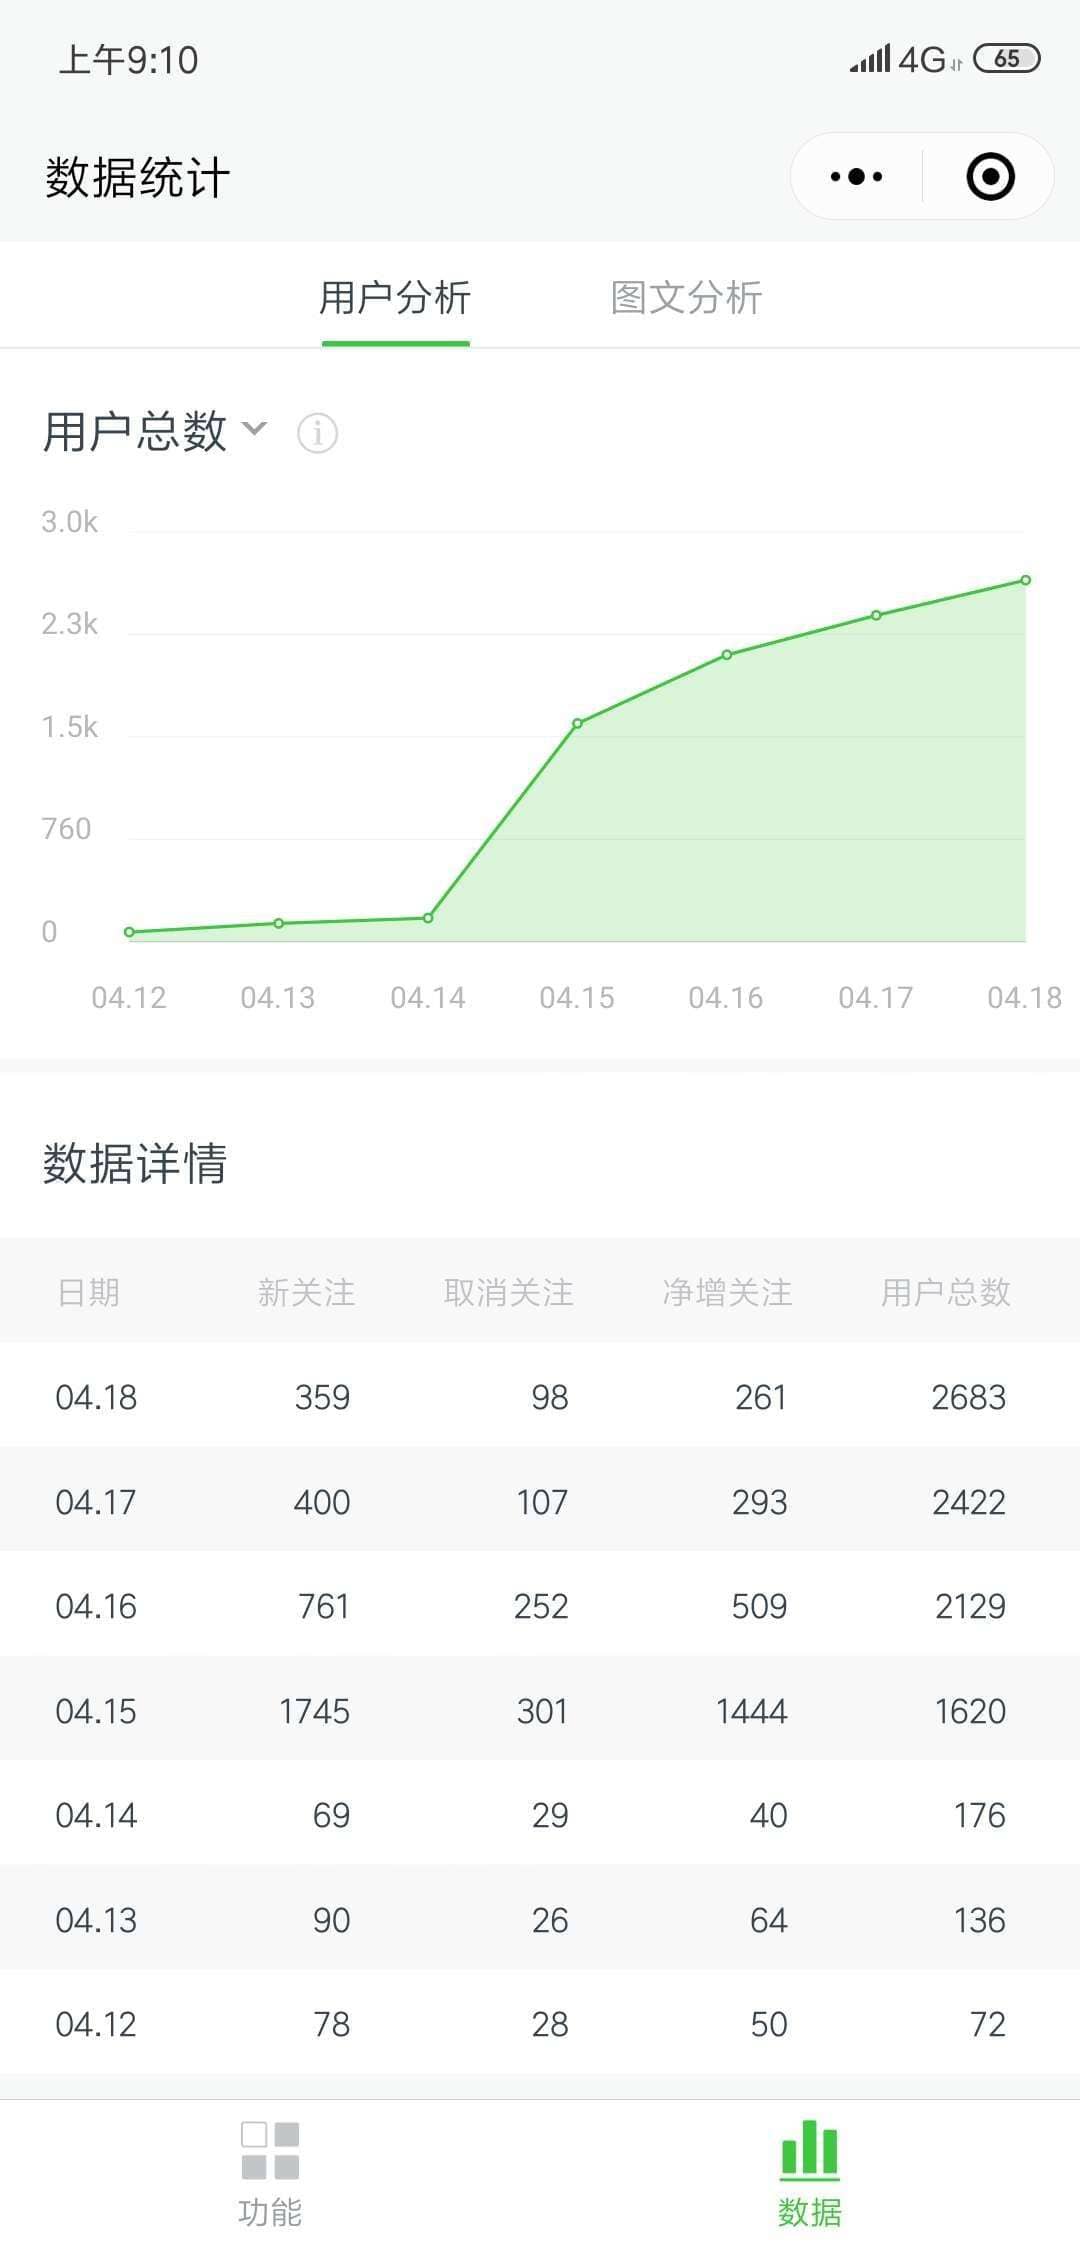 上午9:10 4G 65
数据统计
用户分析 图文分析
用户总数 i
3.0k
2.3k
1.5k
760
0
04.12 04.13 04.14 04.15 04.16 04.17 04.18
数据详情
日期 新关注 取消关注 净增关注 用户总数
04.18 359 98 261 2683
04.17 400 107 293 2422
04.16 761 252 509 2129
04.15 1745 301 1444 1620
04.14 69 29 40 176
04.13 90 26 64 136
04.12 78 28 50 72
功能 数据